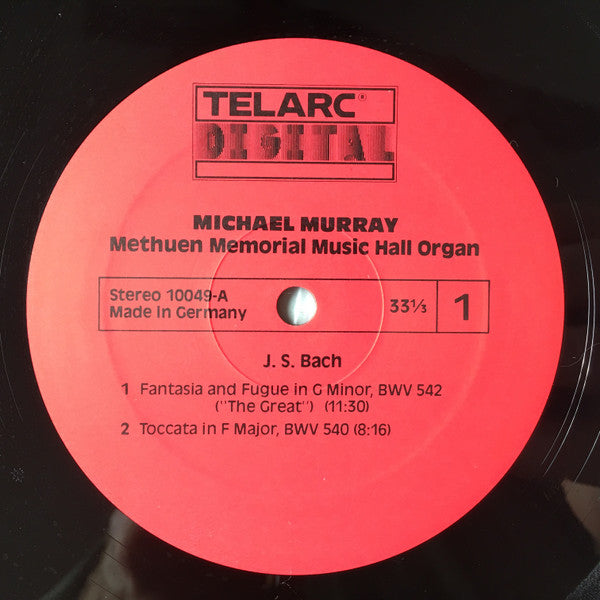 TELARC®
DIGITAL
MICHAEL MURRAY
Methuen Memorial Music Hall Organ
Stereo 10049-A
Made In Germany
33⅓
1
J. S. Bach
1 Fantasia and Fugue in G Minor, BWV 542
("The Great") (11:30)
2 Toccata in F Major, BWV 540 (8:16)